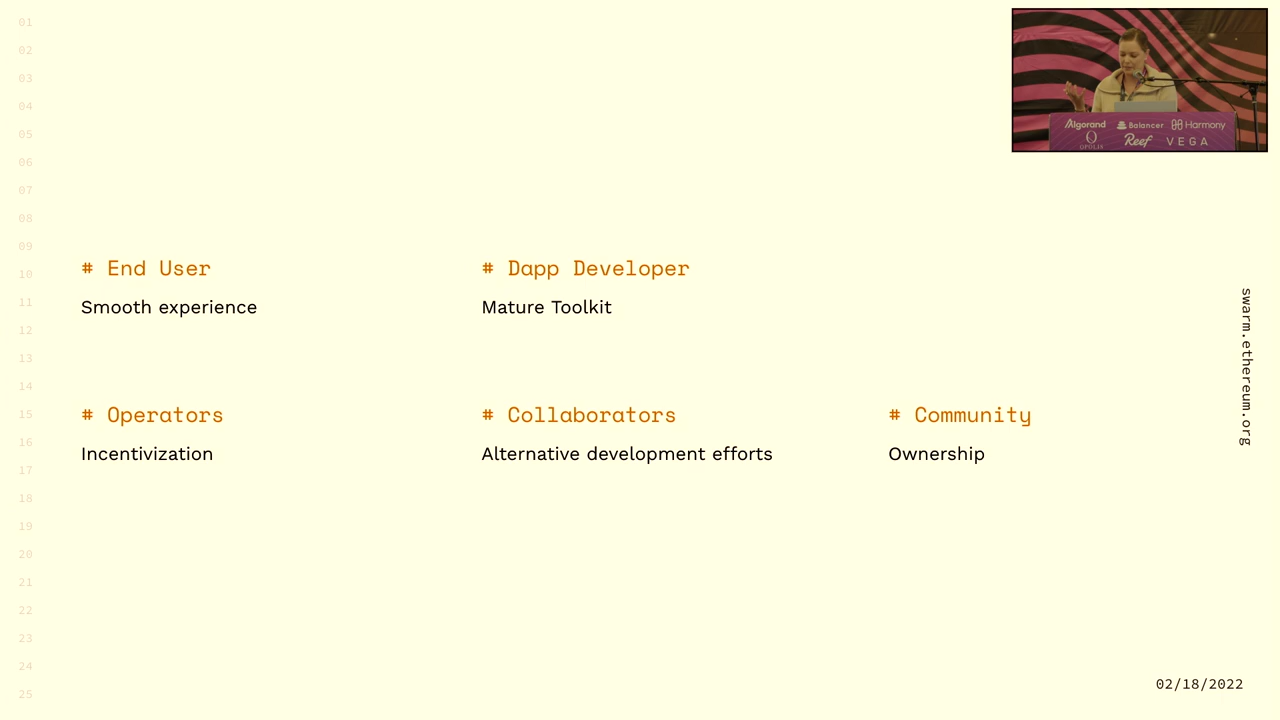 01
02
03
04
05
06
07
08
09
10
11
12
13
14
15
16
17
18
19
20
21
22
23
24
25
# End User
Smooth experience
# Dapp Developer
Mature Toolkit
# Operators
Incentivization
# Collaborators
Alternative development efforts
# Community
Ownership
Algorand Balancer Harmony
OPOLIS Reef VEGA
swarm.ethereum.org
02/18/2022